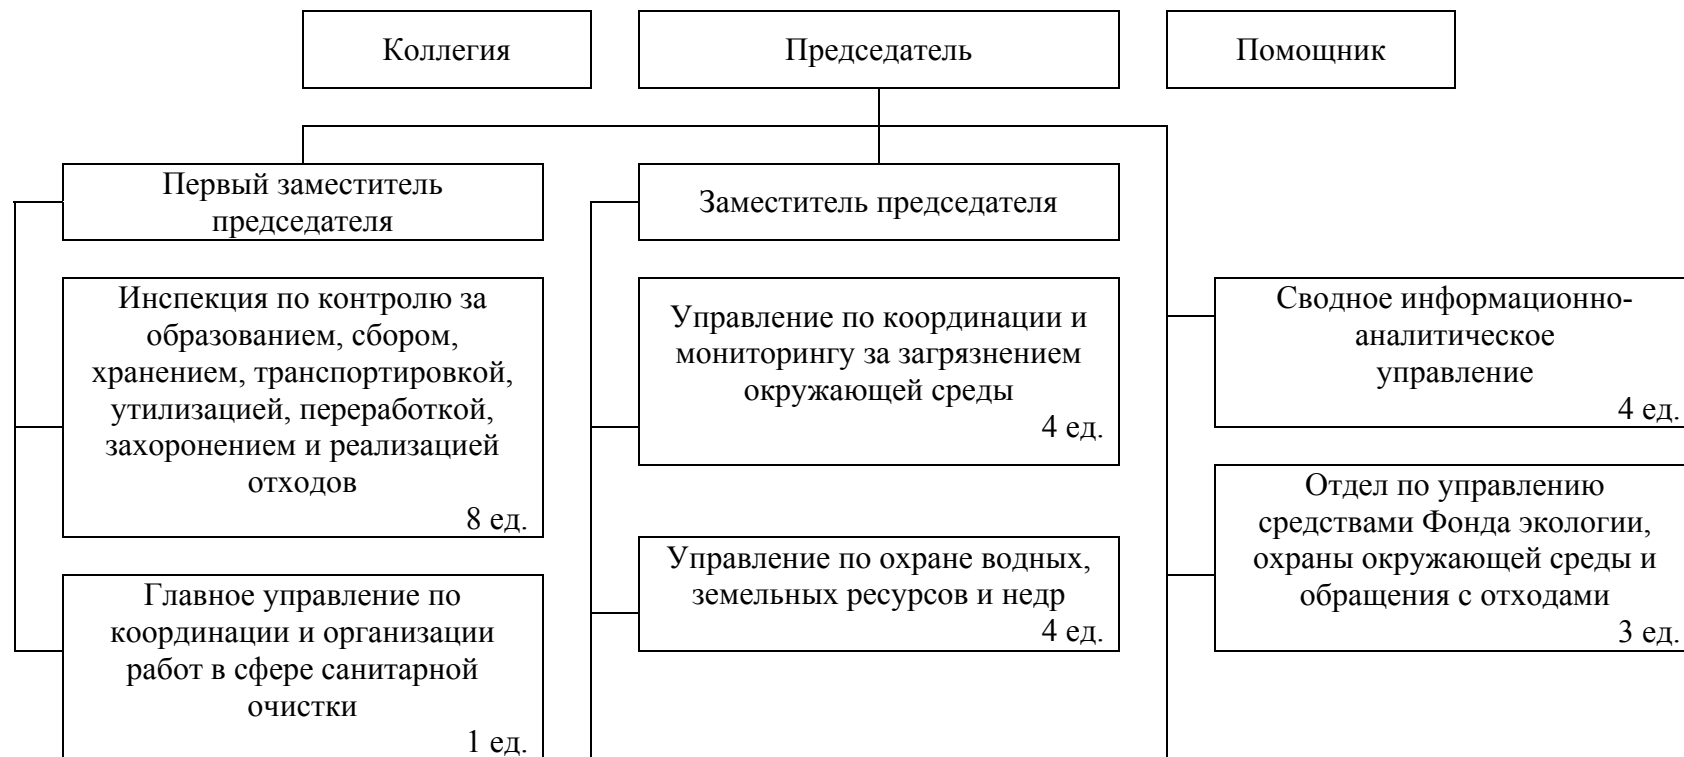 Коллегия
Председатель
Помощник
Первый заместитель
председателя
Заместитель председателя
Инспекция по контролю за
образованием, сбором,
хранением, транспортировкой,
утилизацией, переработкой,
захоронением и реализацией
отходов
8 ед.
Управление по координации и
мониторингу за загрязнением
окружающей среды
4 ед.
Сводное информационно-
аналитическое
управление
4 ед.
Главное управление по
координации и организации
работ в сфере санитарной
очистки
1 ед.
Управление по охране водных,
земельных ресурсов и недр
4 ед.
Отдел по управлению
средствами Фонда экологии,
охраны окружающей среды и
обращения с отходами
3 ед.